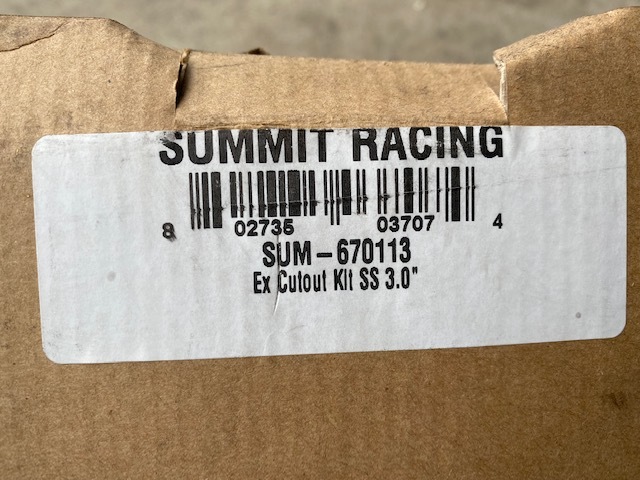 SUMMIT RACING
8 02735 03707 4
SUM-670113
Ex Cutout Kit SS 3.0"